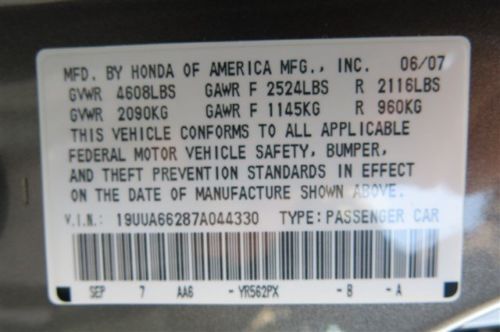 MFD. BY HONDA OF AMERICA MFG., INC. 06/07
GVWR 4608LBS GAWR F 2524LBS R 2116LBS
GVWR 2090KG GAWR F 1145KG R 960KG
THIS VEHICLE CONFORMS TO ALL APPLICABLE
FEDERAL MOTOR VEHICLE SAFETY, BUMPER,
AND THEFT PREVENTION STANDARDS IN EFFECT
ON THE DATE OF MANUFACTURE SHOWN ABOVE.
V.I.N.: 19UUA66287A044330 TYPE: PASSENGER CAR
SEP 7 AA6 -YR562PX -B -A